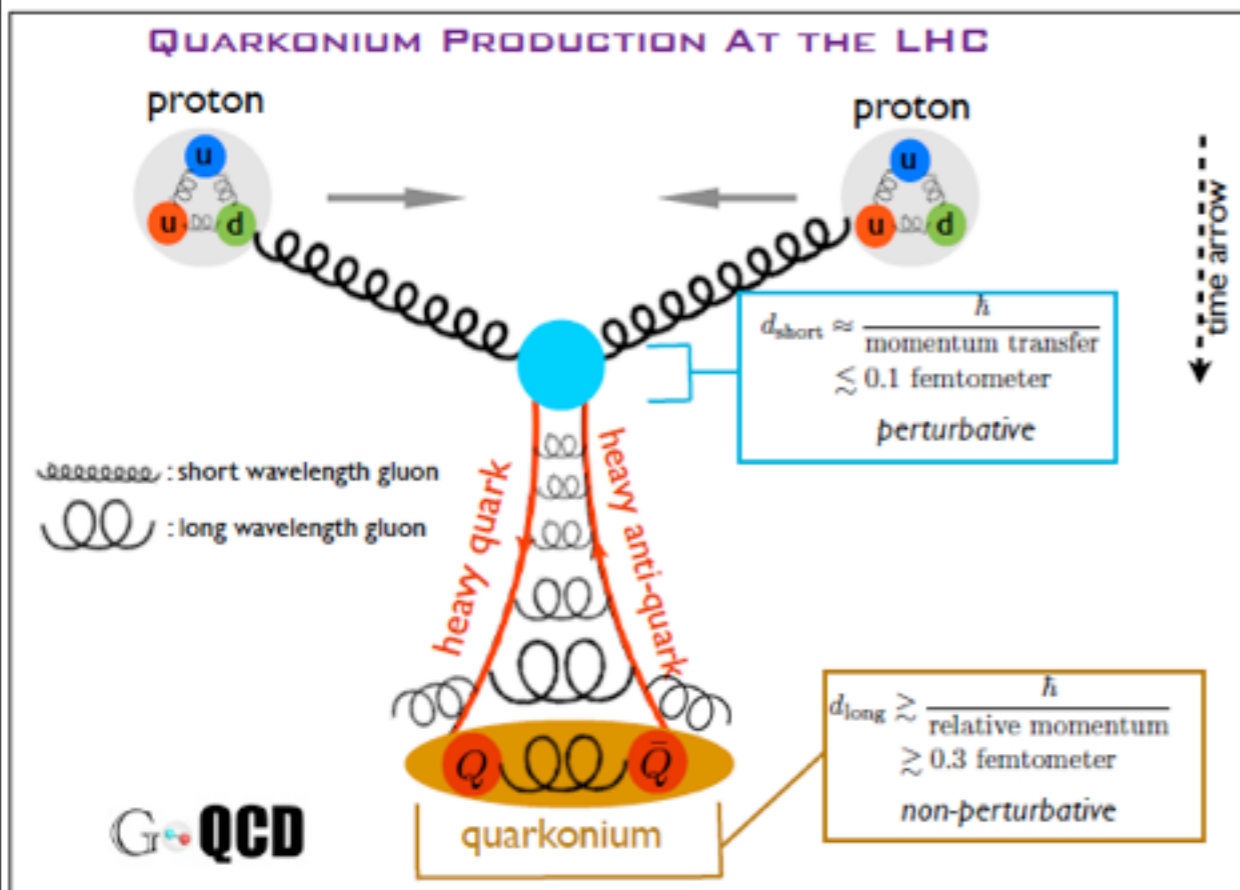 QUARKONIUM PRODUCTION AT THE LHC
proton
proton
u
u
d
u
u
d
time arrow
d_short ≈ ħ / momentum transfer
≲ 0.1 femtometer
perturbative
: short wavelength gluon
: long wavelength gluon
heavy quark
heavy anti-quark
d_long ≳ ħ / relative momentum
≳ 0.3 femtometer
non-perturbative
Q
Q̄
quarkonium
G QCD